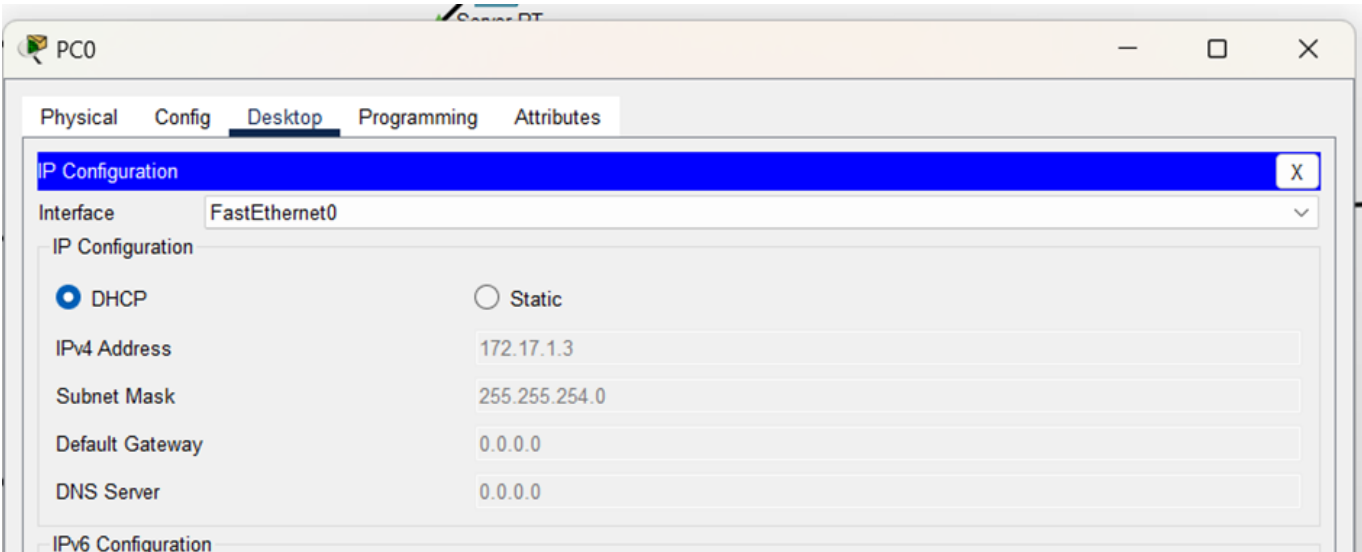 Server PT
PC0
Physical Config Desktop Programming Attributes
IP Configuration X
Interface FastEthernet0
IP Configuration
DHCP Static
IPv4 Address 172.17.1.3
Subnet Mask 255.255.254.0
Default Gateway 0.0.0.0
DNS Server 0.0.0.0
IPv6 Configuration